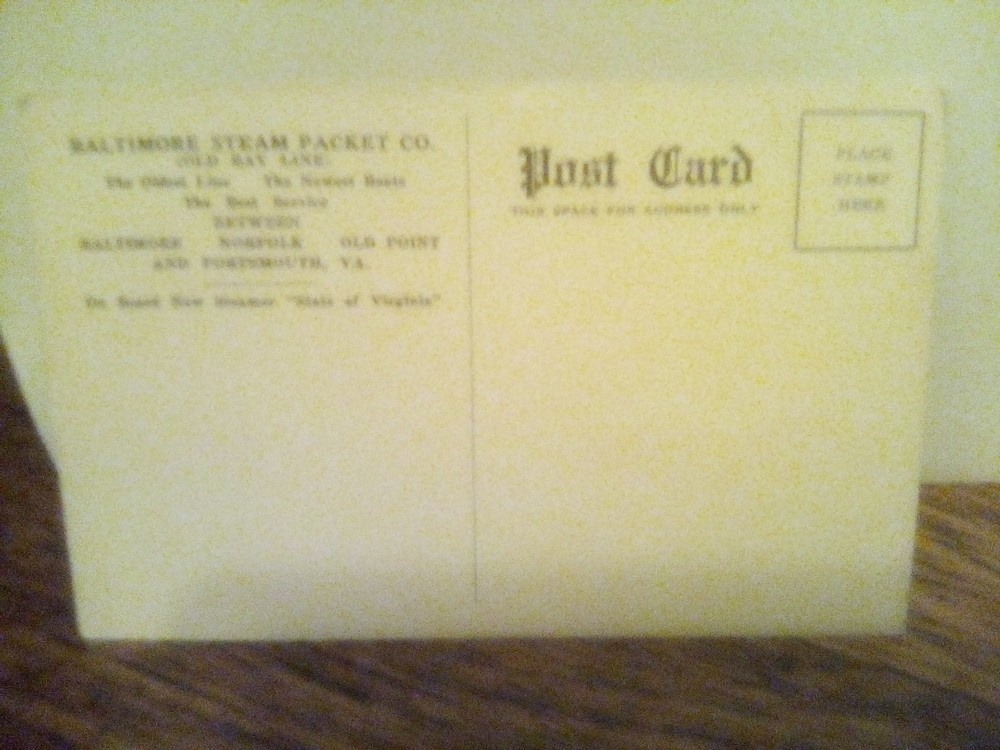 BALTIMORE STEAM PACKET CO.
(OLD BAY LINE)
The Oldest Line The Newest Boats
The Best Service
BETWEEN
BALTIMORE NORFOLK OLD POINT
AND PORTSMOUTH, VA.
On Board New Steamer "State of Virginia"
Post Card
THIS SPACE FOR ADDRESS ONLY
PLACE
STAMP
HERE